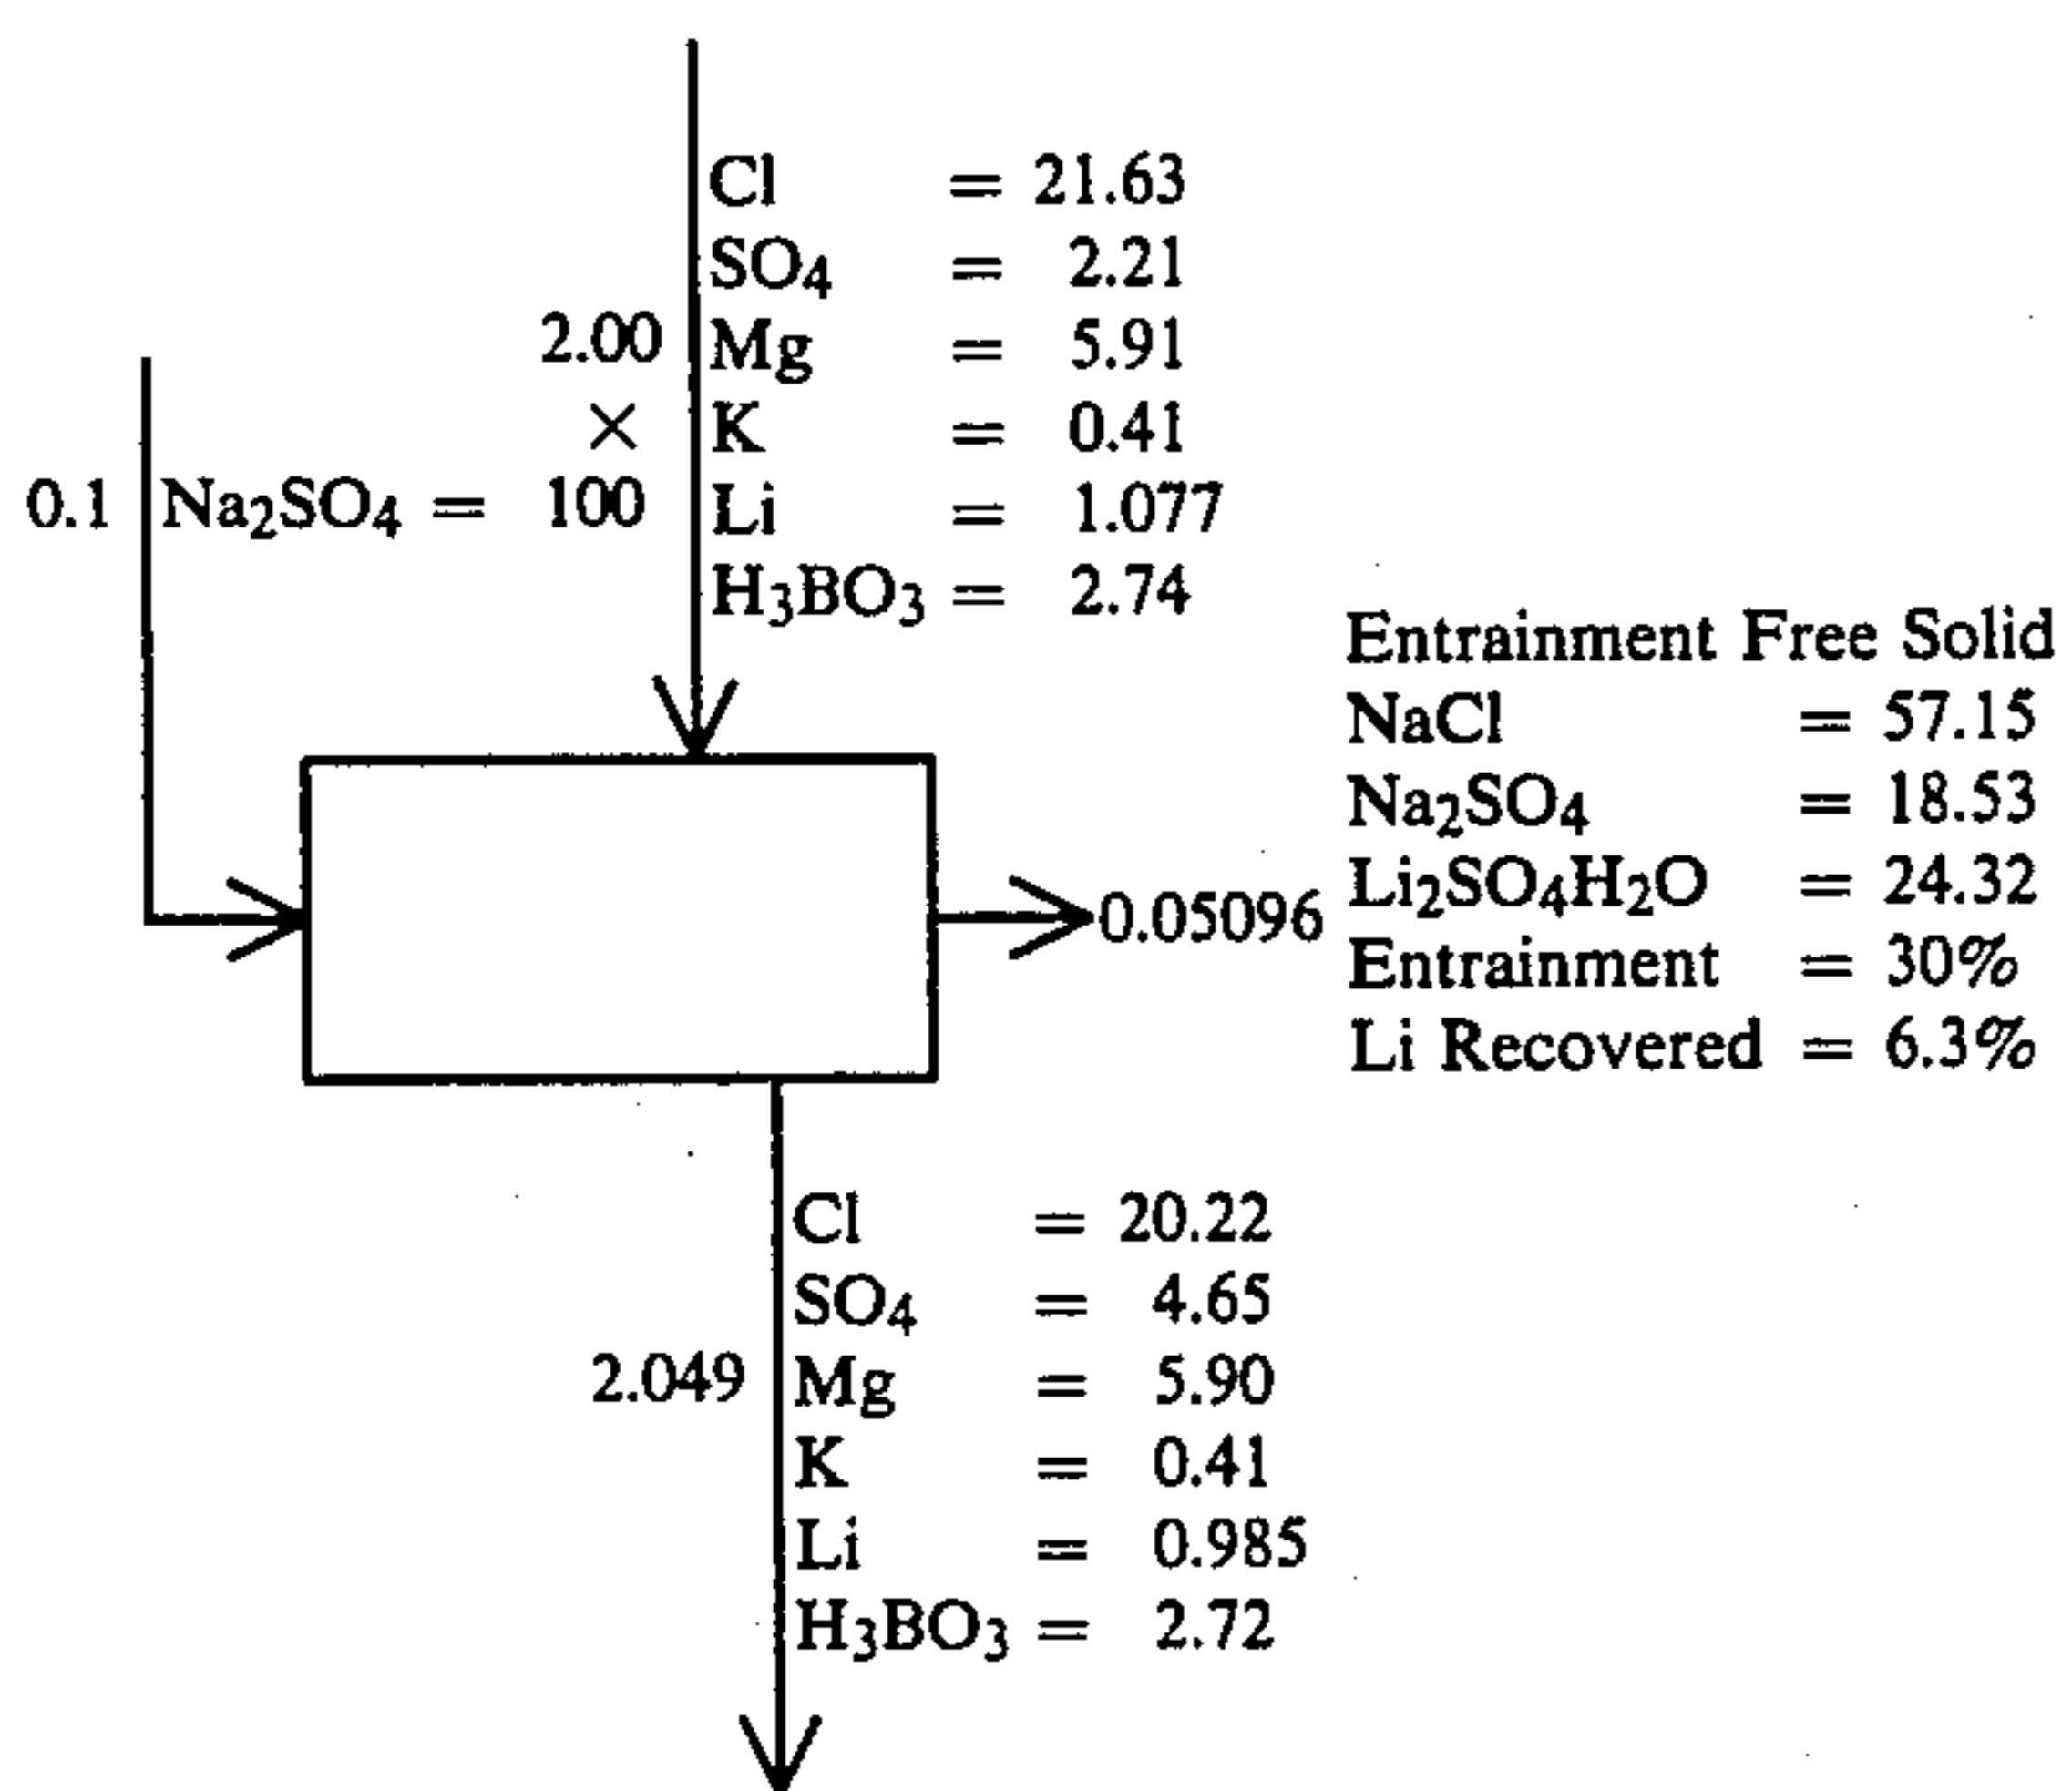 Cl = 21.63
SO₄ = 2.21
2.00
Mg = 5.91
×
K = 0.41
0.1 Na₂SO₄ = 100
Li = 1.077
H₃BO₃ = 2.74
Entrainment Free Solid
NaCl = 57.15
Na₂SO₄ = 18.53
Li₂SO₄H₂O = 24.32
0.05096
Entrainment = 30%
Li Recovered = 6.3%
Cl = 20.22
SO₄ = 4.65
2.049
Mg = 5.90
K = 0.41
Li = 0.985
H₃BO₃ = 2.72